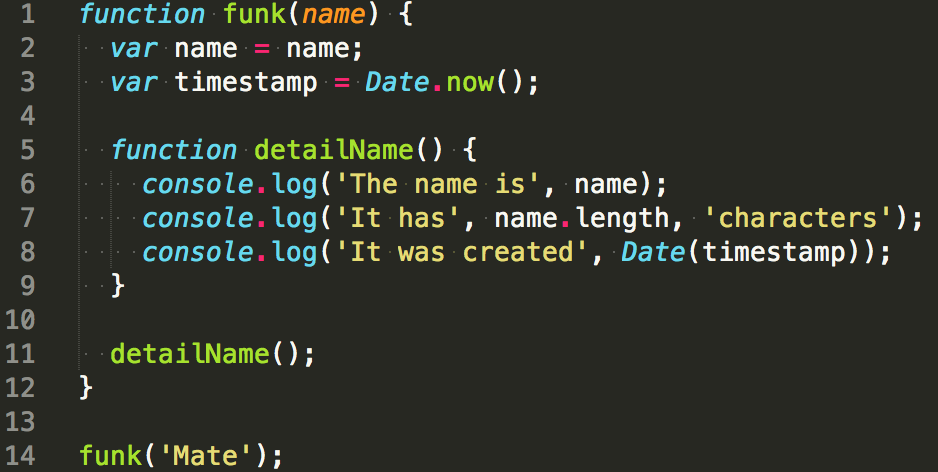 1 function funk(name) {
2   var name = name;
3   var timestamp = Date.now();
4
5   function detailName() {
6     console.log('The name is', name);
7     console.log('It has', name.length, 'characters');
8     console.log('It was created', Date(timestamp));
9   }
10
11   detailName();
12 }
13
14 funk('Mate');